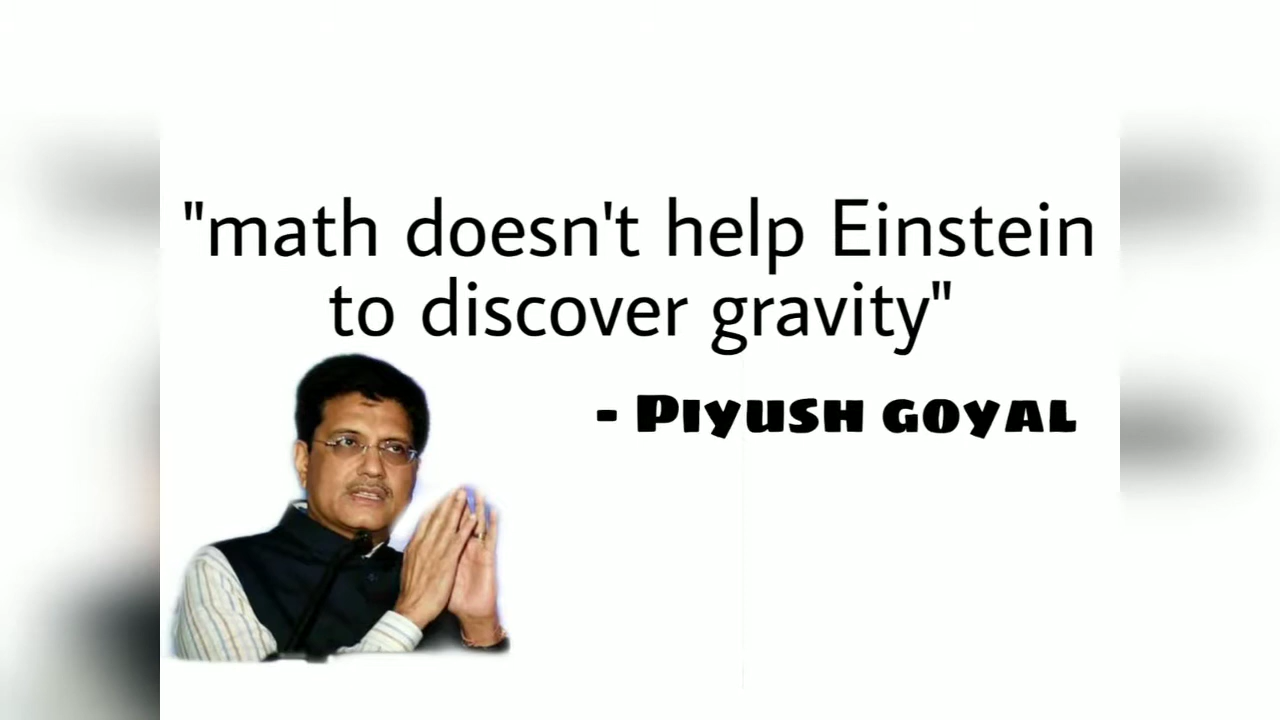 "math doesn't help Einstein
to discover gravity"
- Piyush goyal